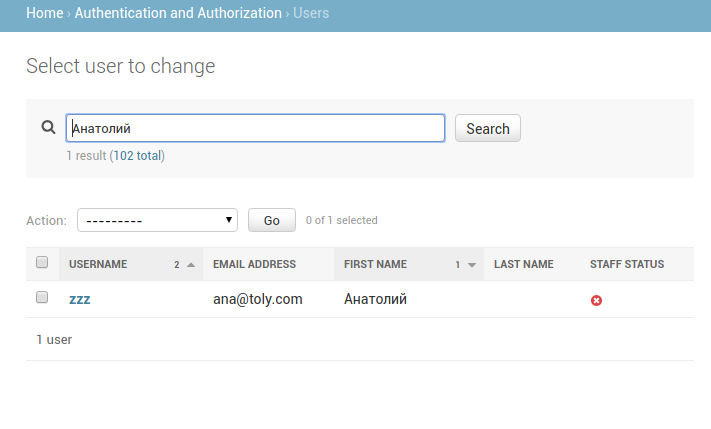 Home › Authentication and Authorization › Users
Select user to change
Анатолий Search
1 result (102 total)
Action: --------- Go 0 of 1 selected
USERNAME 2 EMAIL ADDRESS FIRST NAME 1 LAST NAME STAFF STATUS
zzz ana@toly.com Анатолий
1 user